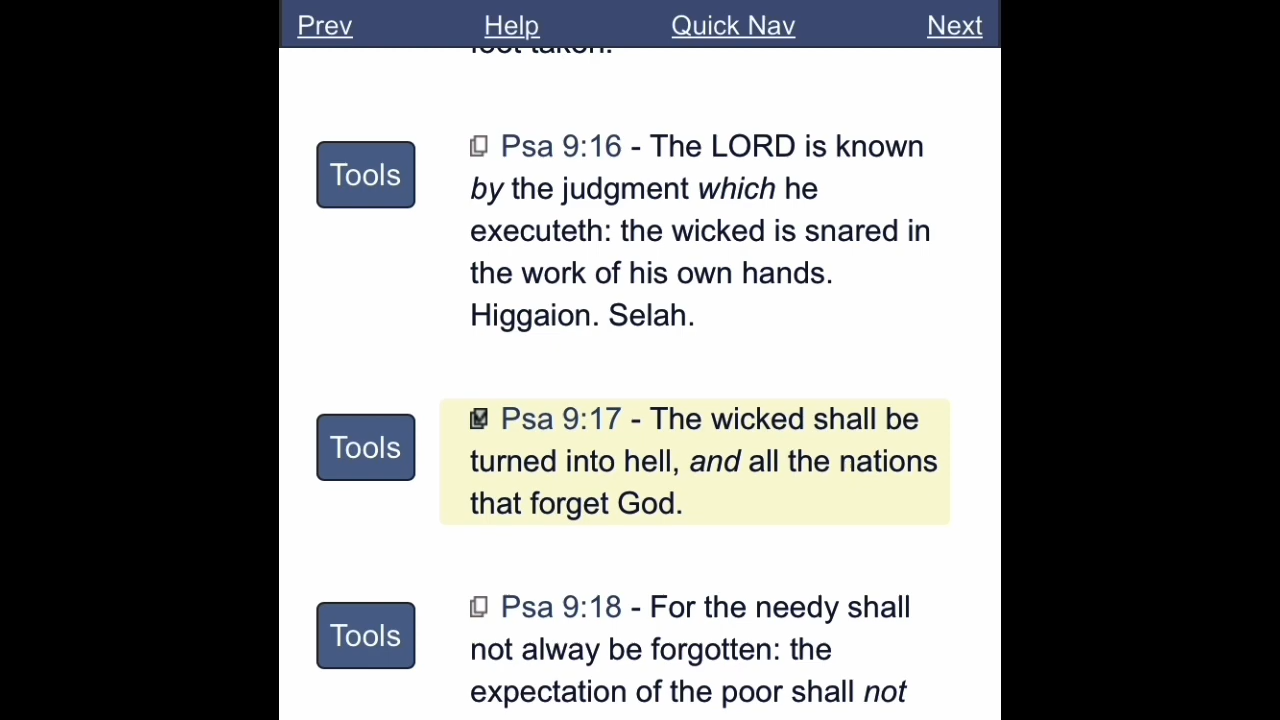 Prev Help Quick Nav Next
foot taken.
Tools
Psa 9:16 - The LORD is known
by the judgment which he
executeth: the wicked is snared in
the work of his own hands.
Higgaion. Selah.
Tools
Psa 9:17 - The wicked shall be
turned into hell, and all the nations
that forget God.
Tools
Psa 9:18 - For the needy shall
not alway be forgotten: the
expectation of the poor shall not